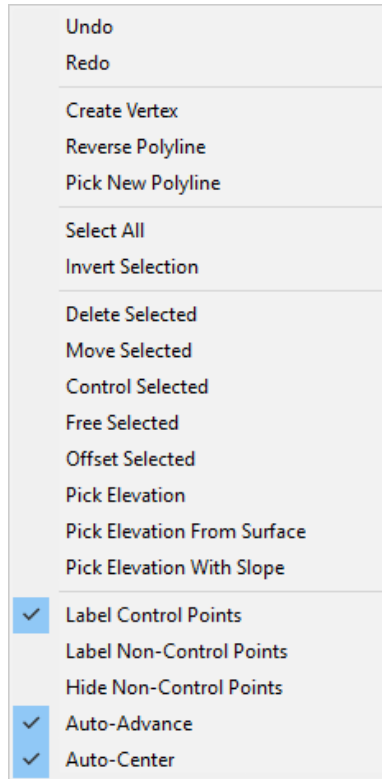 Undo
Redo
Create Vertex
Reverse Polyline
Pick New Polyline
Select All
Invert Selection
Delete Selected
Move Selected
Control Selected
Free Selected
Offset Selected
Pick Elevation
Pick Elevation From Surface
Pick Elevation With Slope
Label Control Points
Label Non-Control Points
Hide Non-Control Points
Auto-Advance
Auto-Center